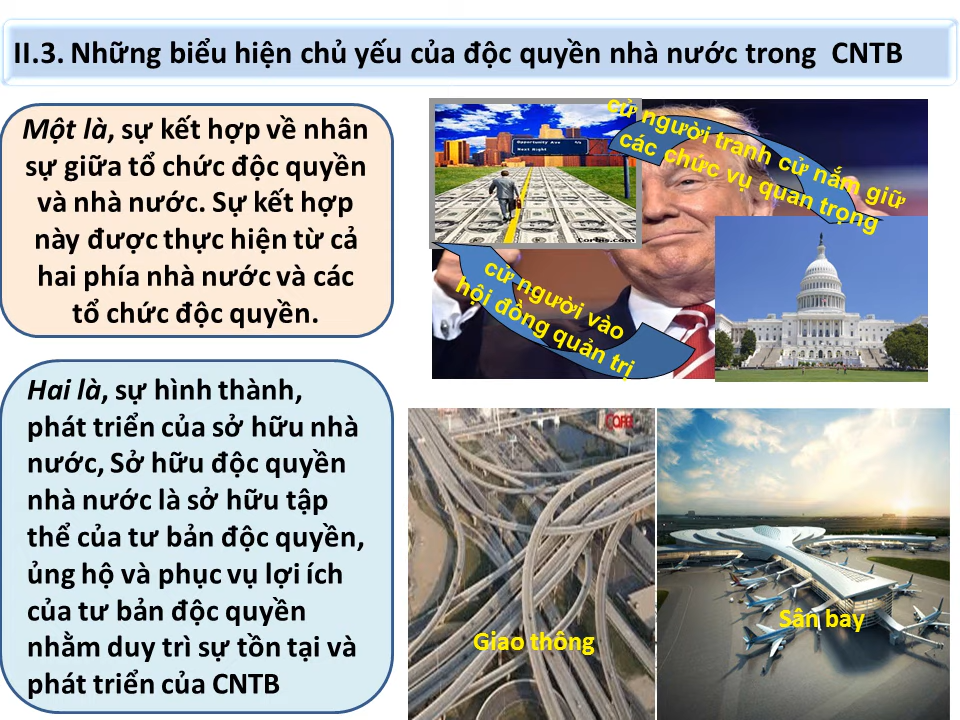 II.3. Những biểu hiện chủ yếu của độc quyền nhà nước trong CNTB
Một là, sự kết hợp về nhân
sự giữa tổ chức độc quyền
và nhà nước. Sự kết hợp
này được thực hiện từ cả
hai phía nhà nước và các
tổ chức độc quyền.
Opportunity Ave
Next Right
Corbis.com
cử người tranh cử nắm giữ
các chức vụ quan trọng
cử người vào
hội đồng quản trị
Hai là, sự hình thành,
phát triển của sở hữu nhà
nước, Sở hữu độc quyền
nhà nước là sở hữu tập
thể của tư bản độc quyền,
ủng hộ và phục vụ lợi ích
của tư bản độc quyền
nhằm duy trì sự tồn tại và
phát triển của CNTB
Giao thông
Sân bay